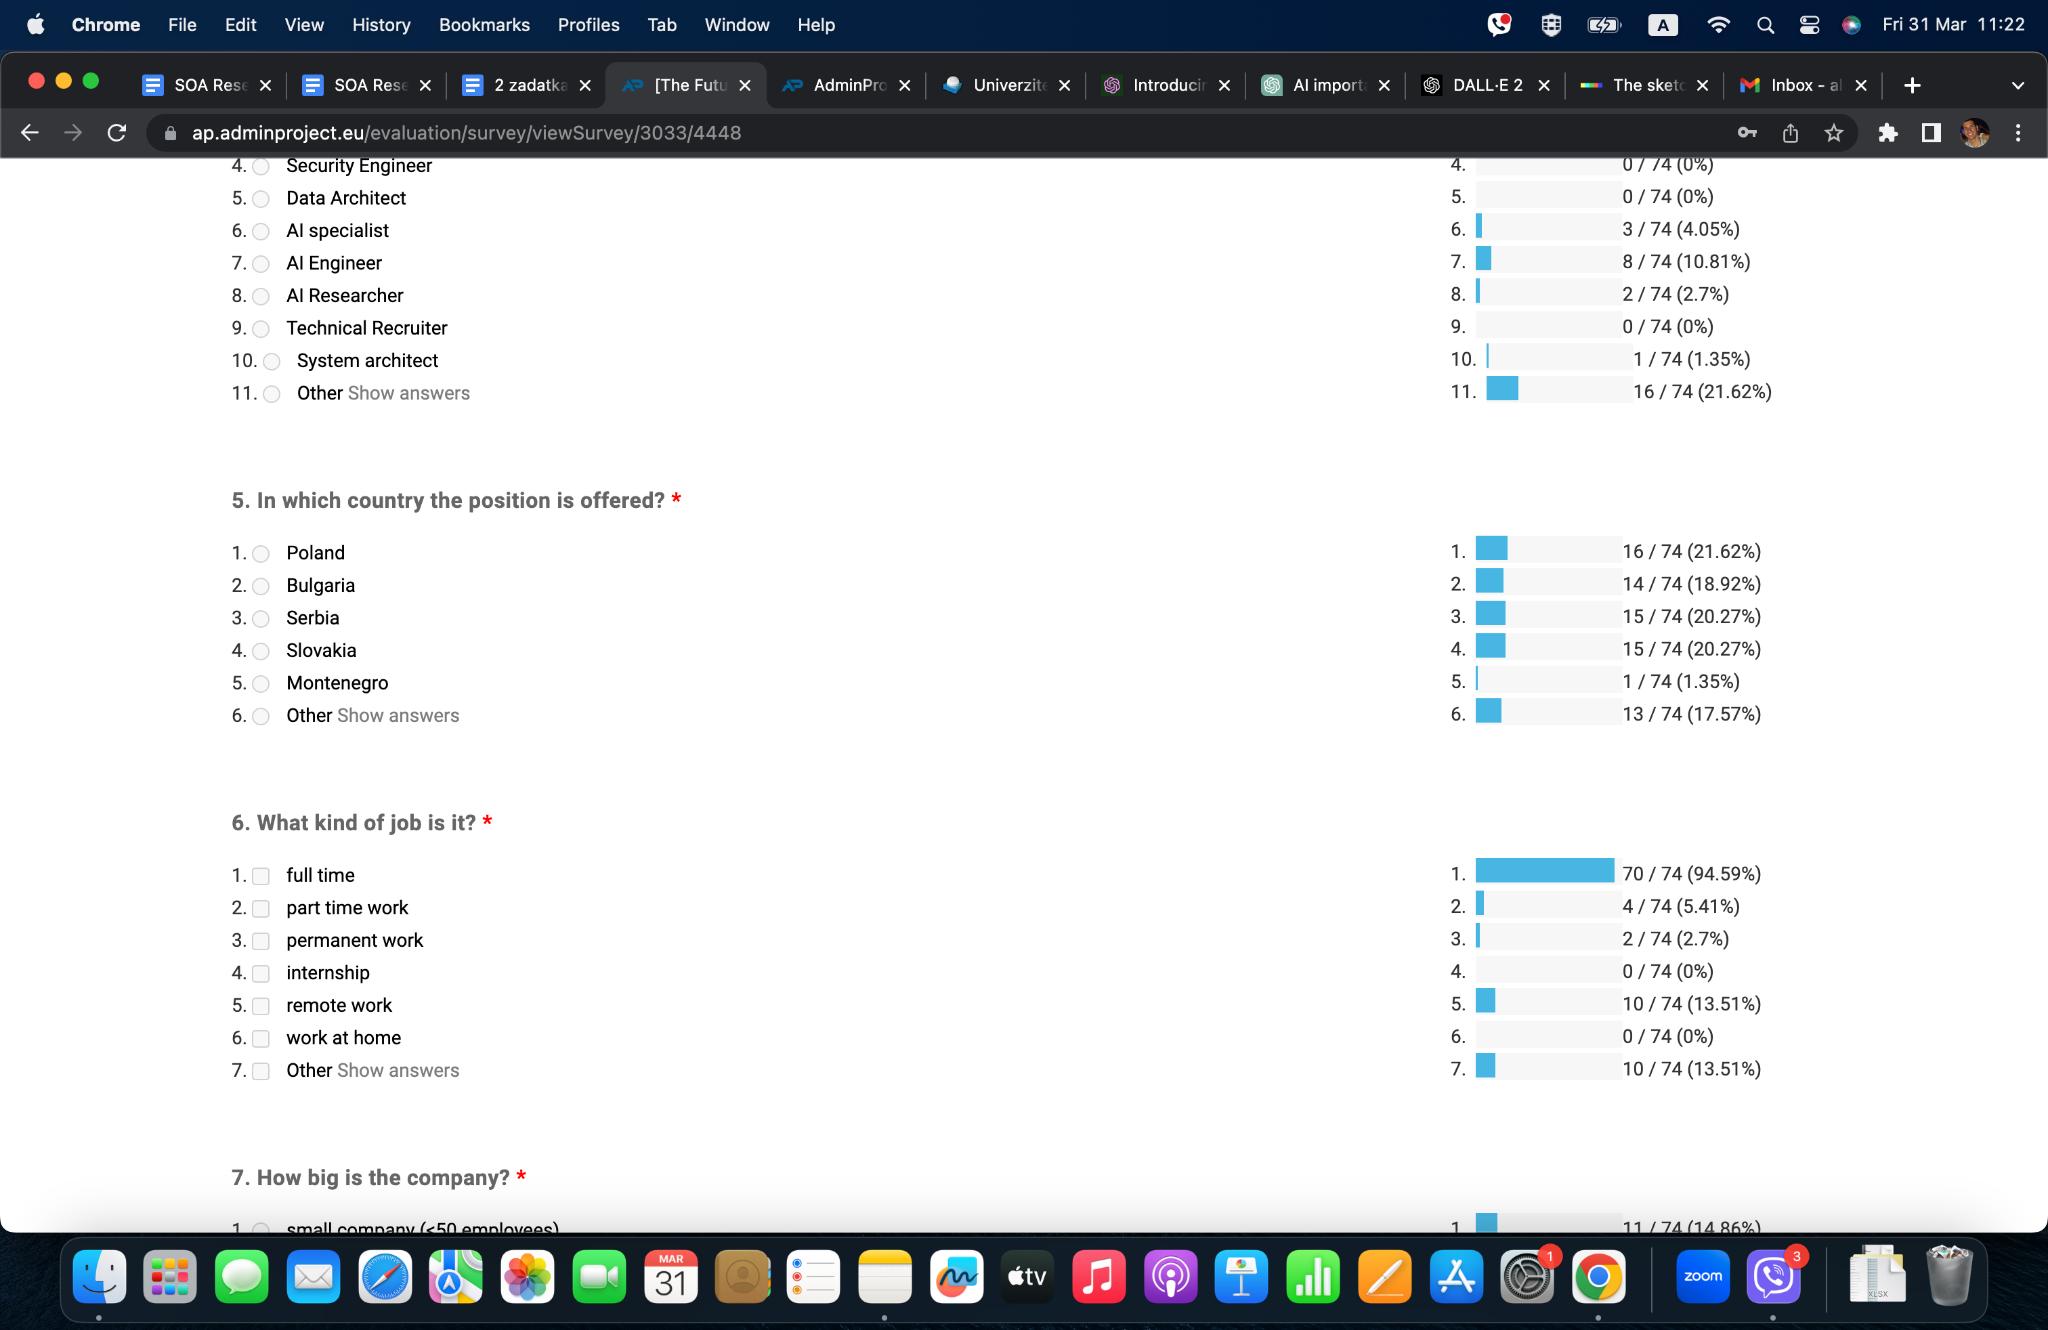 Chrome File Edit View History Bookmarks Profiles Tab Window Help A Fri 31 Mar 11:22
SOA Rese SOA Rese 2 zadatka [The Futu AdminPro Univerzite Introducin AI importa DALL·E 2 The sketc Inbox - al
ap.adminproject.eu/evaluation/survey/viewSurvey/3033/4448
4. Security Engineer 4. 0 / 74 (0%)
5. Data Architect 5. 0 / 74 (0%)
6. AI specialist 6. 3 / 74 (4.05%)
7. AI Engineer 7. 8 / 74 (10.81%)
8. AI Researcher 8. 2 / 74 (2.7%)
9. Technical Recruiter 9. 0 / 74 (0%)
10. System architect 10. 1 / 74 (1.35%)
11. Other Show answers 11. 16 / 74 (21.62%)
5. In which country the position is offered? *
1. Poland 1. 16 / 74 (21.62%)
2. Bulgaria 2. 14 / 74 (18.92%)
3. Serbia 3. 15 / 74 (20.27%)
4. Slovakia 4. 15 / 74 (20.27%)
5. Montenegro 5. 1 / 74 (1.35%)
6. Other Show answers 6. 13 / 74 (17.57%)
6. What kind of job is it? *
1. full time 1. 70 / 74 (94.59%)
2. part time work 2. 4 / 74 (5.41%)
3. permanent work 3. 2 / 74 (2.7%)
4. internship 4. 0 / 74 (0%)
5. remote work 5. 10 / 74 (13.51%)
6. work at home 6. 0 / 74 (0%)
7. Other Show answers 7. 10 / 74 (13.51%)
7. How big is the company? *
1. small company (<50 employees) 1. 11 / 74 (14.86%)
MAR
31
tv
1
zoom
3
XLSX